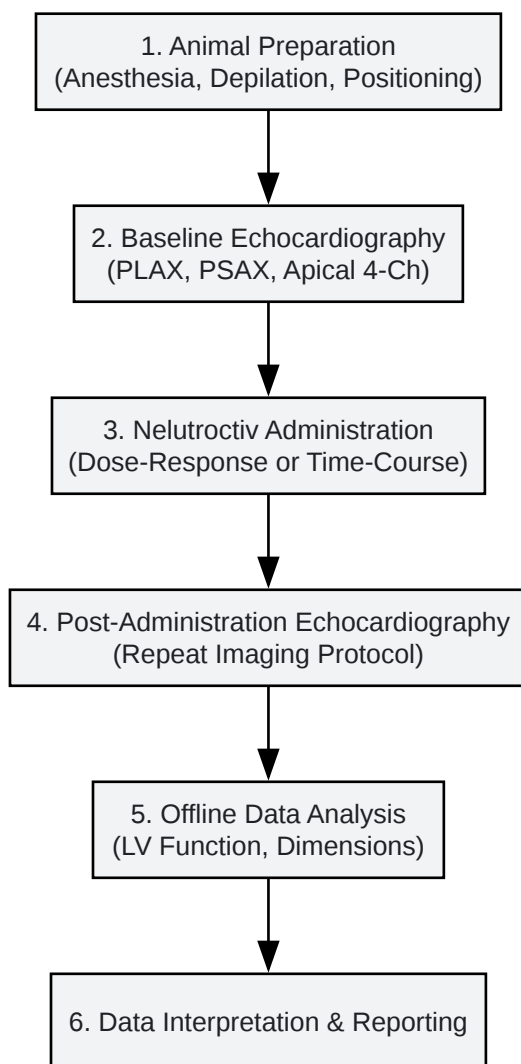 1. Animal Preparation
(Anesthesia, Depilation, Positioning)
2. Baseline Echocardiography
(PLAX, PSAX, Apical 4-Ch)
3. Nelutroctiv Administration
(Dose-Response or Time-Course)
4. Post-Administration Echocardiography
(Repeat Imaging Protocol)
5. Offline Data Analysis
(LV Function, Dimensions)
6. Data Interpretation & Reporting